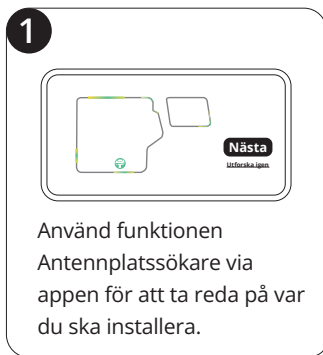 1
Nästa
Utforska igen
Använd funktionen
Antennplatssökare via
appen för att ta reda på var
du ska installera.